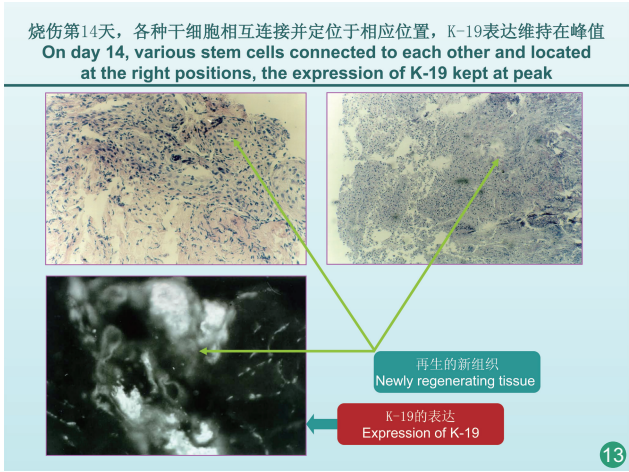 烧伤第14天，各种干细胞相互连接并定位于相应位置，K-19表达维持在峰值
On day 14, various stem cells connected to each other and located
at the right positions, the expression of K-19 kept at peak
再生的新组织
Newly regenerating tissue
K-19的表达
Expression of K-19
13